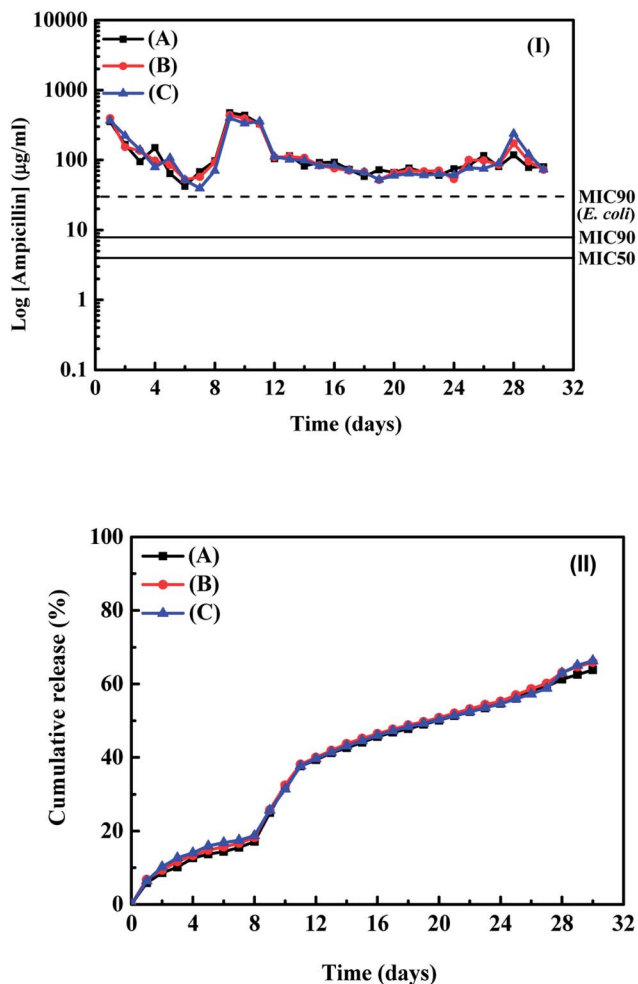 (A)
(B)
(C)
(I)
Log [Ampicillin] (µg/ml)
10000
1000
100
10
1
0.1
MIC90
(E. coli)
MIC90
MIC50
0 4 8 12 16 20 24 28 32
Time (days)
(A)
(B)
(C)
(II)
Cumulative release (%)
100
80
60
40
20
0
0 4 8 12 16 20 24 28 32
Time (days)